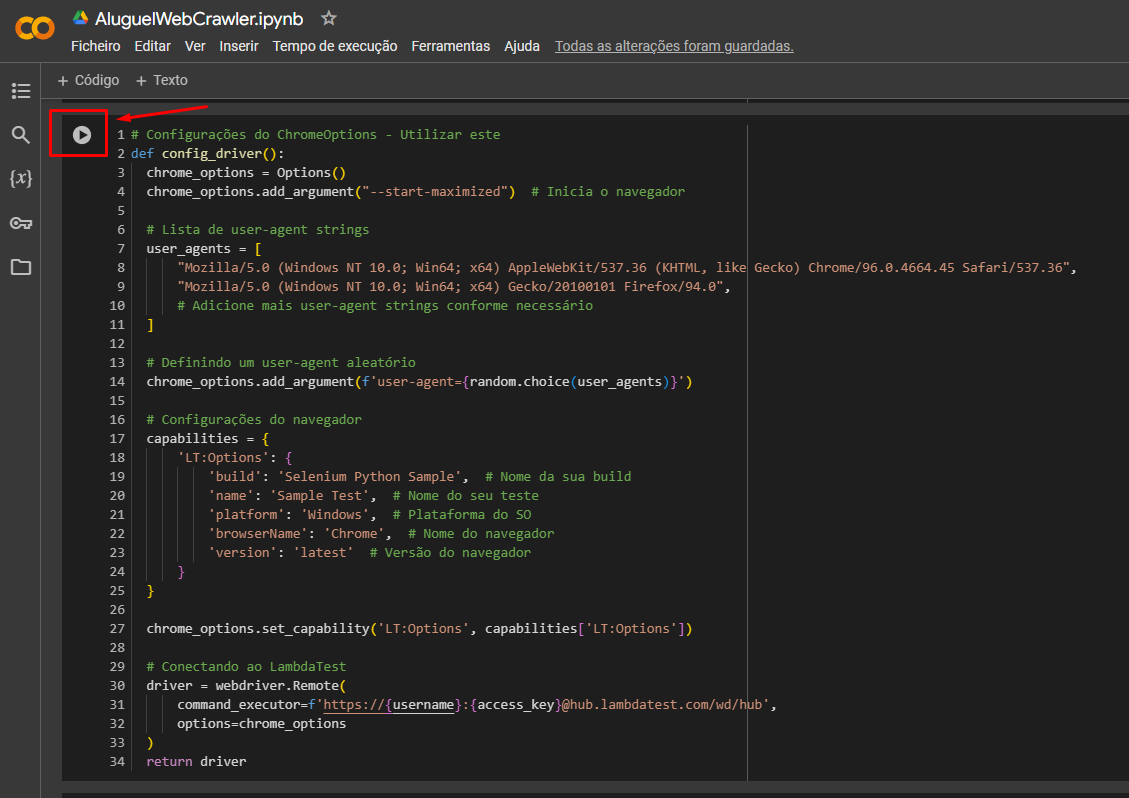 AluguelWebCrawler.ipynb
Ficheiro Editar Ver Inserir Tempo de execução Ferramentas Ajuda Todas as alterações foram guardadas.
+ Código + Texto
{x}
1 # Configurações do ChromeOptions - Utilizar este
2 def config_driver():
3 chrome_options = Options()
4 chrome_options.add_argument("--start-maximized")  # Inicia o navegador
5
6 # Lista de user-agent strings
7 user_agents = [
8 "Mozilla/5.0 (Windows NT 10.0; Win64; x64) AppleWebKit/537.36 (KHTML, like Gecko) Chrome/96.0.4664.45 Safari/537.36",
9 "Mozilla/5.0 (Windows NT 10.0; Win64; x64) Gecko/20100101 Firefox/94.0",
10 # Adicione mais user-agent strings conforme necessário
11 ]
12
13 # Definindo um user-agent aleatório
14 chrome_options.add_argument(f'user-agent={random.choice(user_agents)}')
15
16 # Configurações do navegador
17 capabilities = {
18 'LT:Options': {
19 'build': 'Selenium Python Sample',  # Nome da sua build
20 'name': 'Sample Test',  # Nome do seu teste
21 'platform': 'Windows',  # Plataforma do SO
22 'browserName': 'Chrome',  # Nome do navegador
23 'version': 'latest'  # Versão do navegador
24 }
25 }
26
27 chrome_options.set_capability('LT:Options', capabilities['LT:Options'])
28
29 # Conectando ao LambdaTest
30 driver = webdriver.Remote(
31 command_executor=f'https://{username}:{access_key}@hub.lambdatest.com/wd/hub',
32 options=chrome_options
33 )
34 return driver